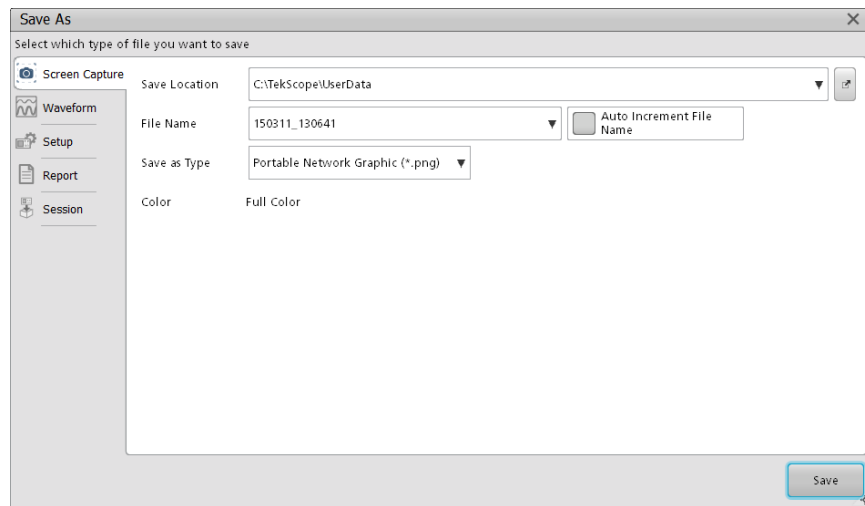 Save As
Select which type of file you want to save
Screen Capture
Waveform
Setup
Report
Session
Save Location
C:\TekScope\UserData
File Name
150311_130641
Auto Increment File
Name
Save as Type
Portable Network Graphic (*.png)
Color
Full Color
Save